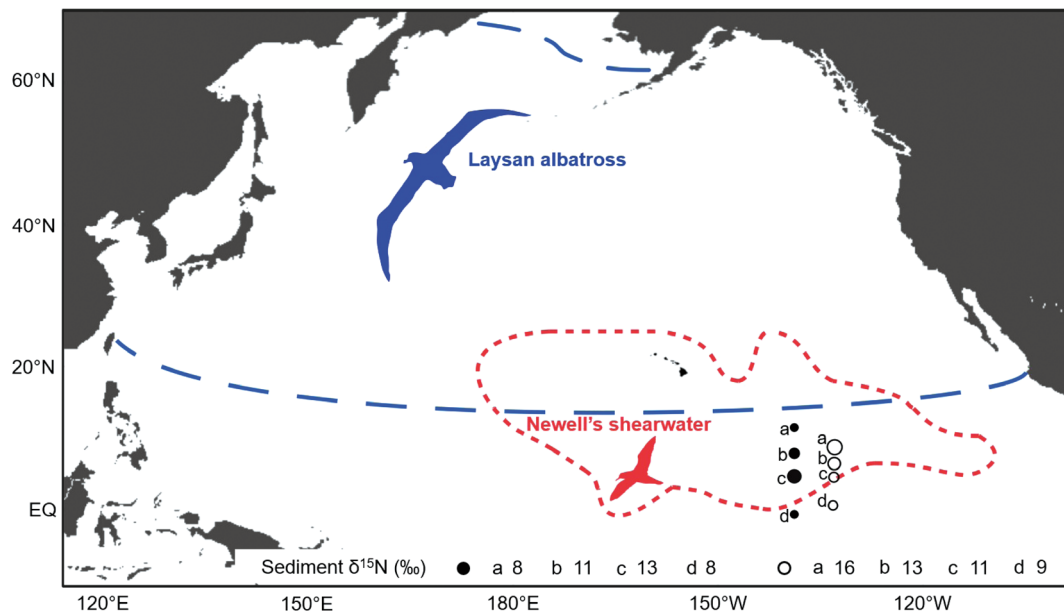 60°N
Laysan albatross
40°N
20°N
Newell's shearwater
a
a
b
b
c
c
d
d
EQ
Sediment δ¹⁵N (‰) ● a 8 b 11 c 13 d 8 ○ a 16 b 13 c 11 d 9
120°E 150°E 180°E 150°W 120°W